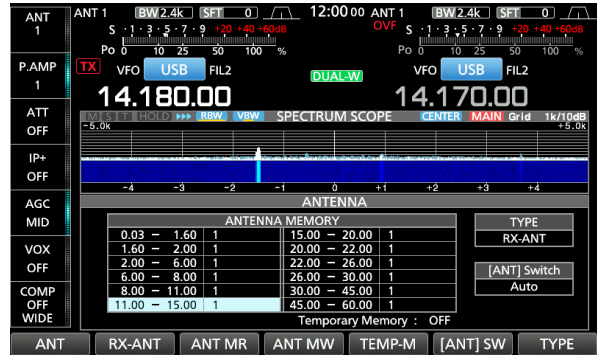 ANT 1 BW 2.4k SFT 0 12:00 00 ANT 1 BW 2.4k SFT 0
S ·1·3·5·7·9 +20 +40 +60dB OVF S ·1·3·5·7·9 +20 +40 +60dB
Po 0 10 25 50 100 % Po 0 10 25 50 100 %
TX VFO USB FIL2 DUAL-W VFO USB FIL2
14.180.00 14.170.00
M S T HOLD RBW VBW SPECTRUM SCOPE CENTER MAIN Grid 1k/10dB
-5.0k +5.0k
-4 -3 -2 -1 0 +1 +2 +3 +4
ANT
1
P.AMP
1
ATT
OFF
IP+
OFF
AGC
MID
VOX
OFF
COMP
OFF
WIDE
ANTENNA
ANTENNA MEMORY
0.03 – 1.60 1 15.00 – 20.00 1
1.60 – 2.00 1 20.00 – 22.00 1
2.00 – 6.00 1 22.00 – 26.00 1
6.00 – 8.00 1 26.00 – 30.00 1
8.00 – 11.00 1 30.00 – 45.00 1
11.00 – 15.00 1 45.00 – 60.00 1
Temporary Memory : OFF
TYPE
RX-ANT
[ANT] Switch
Auto
ANT RX-ANT ANT MR ANT MW TEMP-M [ANT] SW TYPE